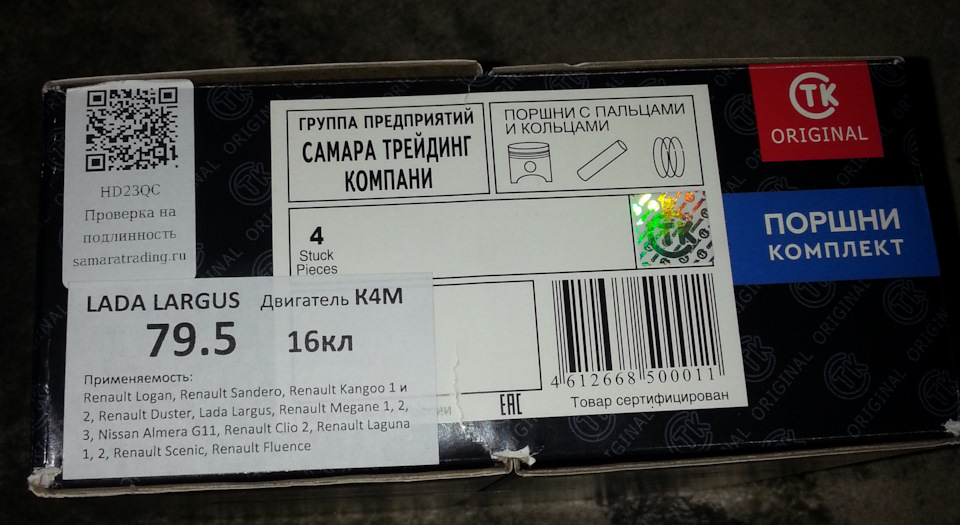 HD23QC
Проверка на
подлинность
samaratrading.ru
ГРУППА ПРЕДПРИЯТИЙ
САМАРА ТРЕЙДИНГ
КОМПАНИ
ПОРШНИ С ПАЛЬЦАМИ
И КОЛЬЦАМИ
СТК
ORIGINAL
ПОРШНИ
КОМПЛЕКТ
4
Stuck
Pieces
LADA LARGUS Двигатель K4M
79.5 16кл
Применяемость:
Renault Logan, Renault Sandero, Renault Kangoo 1 и
2, Renault Duster, Lada Largus, Renault Megane 1, 2,
3, Nissan Almera G11, Renault Clio 2, Renault Laguna
1, 2, Renault Scenic, Renault Fluence
4 612668 500011
EAC
Товар сертифицирован